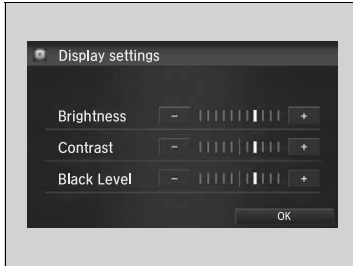 Display settings
Brightness - +
Contrast - +
Black Level - +
OK